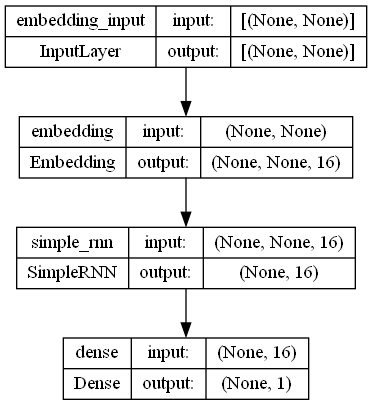 embedding_input input: [(None, None)]
InputLayer output: [(None, None)]
embedding input: (None, None)
Embedding output: (None, None, 16)
simple_rnn input: (None, None, 16)
SimpleRNN output: (None, 16)
dense input: (None, 16)
Dense output: (None, 1)